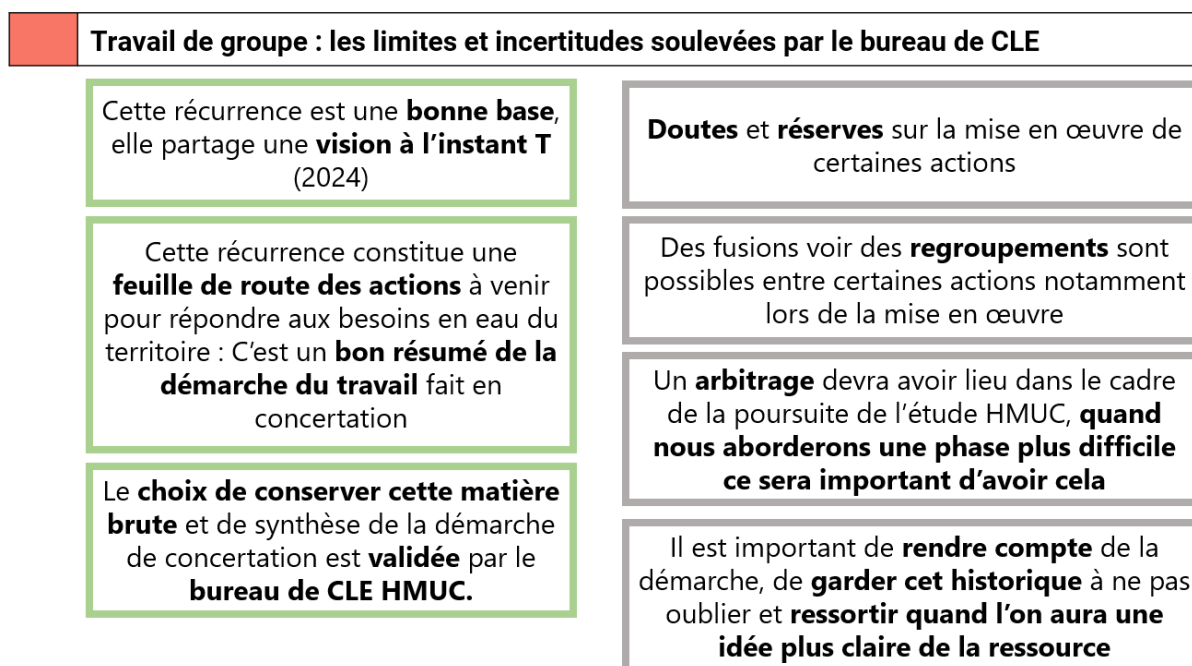 Travail de groupe : les limites et incertitudes soulevées par le bureau de CLE
Cette récurrence est une bonne base,
elle partage une vision à l’instant T
(2024)
Cette récurrence constitue une
feuille de route des actions à venir
pour répondre aux besoins en eau du
territoire : C’est un bon résumé de la
démarche du travail fait en
concertation
Le choix de conserver cette matière
brute et de synthèse de la démarche
de concertation est validée par le
bureau de CLE HMUC.
Doutes et réserves sur la mise en œuvre de
certaines actions
Des fusions voir des regroupements sont
possibles entre certaines actions notamment
lors de la mise en œuvre
Un arbitrage devra avoir lieu dans le cadre
de la poursuite de l’étude HMUC, quand
nous aborderons une phase plus difficile
ce sera important d’avoir cela
Il est important de rendre compte de la
démarche, de garder cet historique à ne pas
oublier et ressortir quand l’on aura une
idée plus claire de la ressource